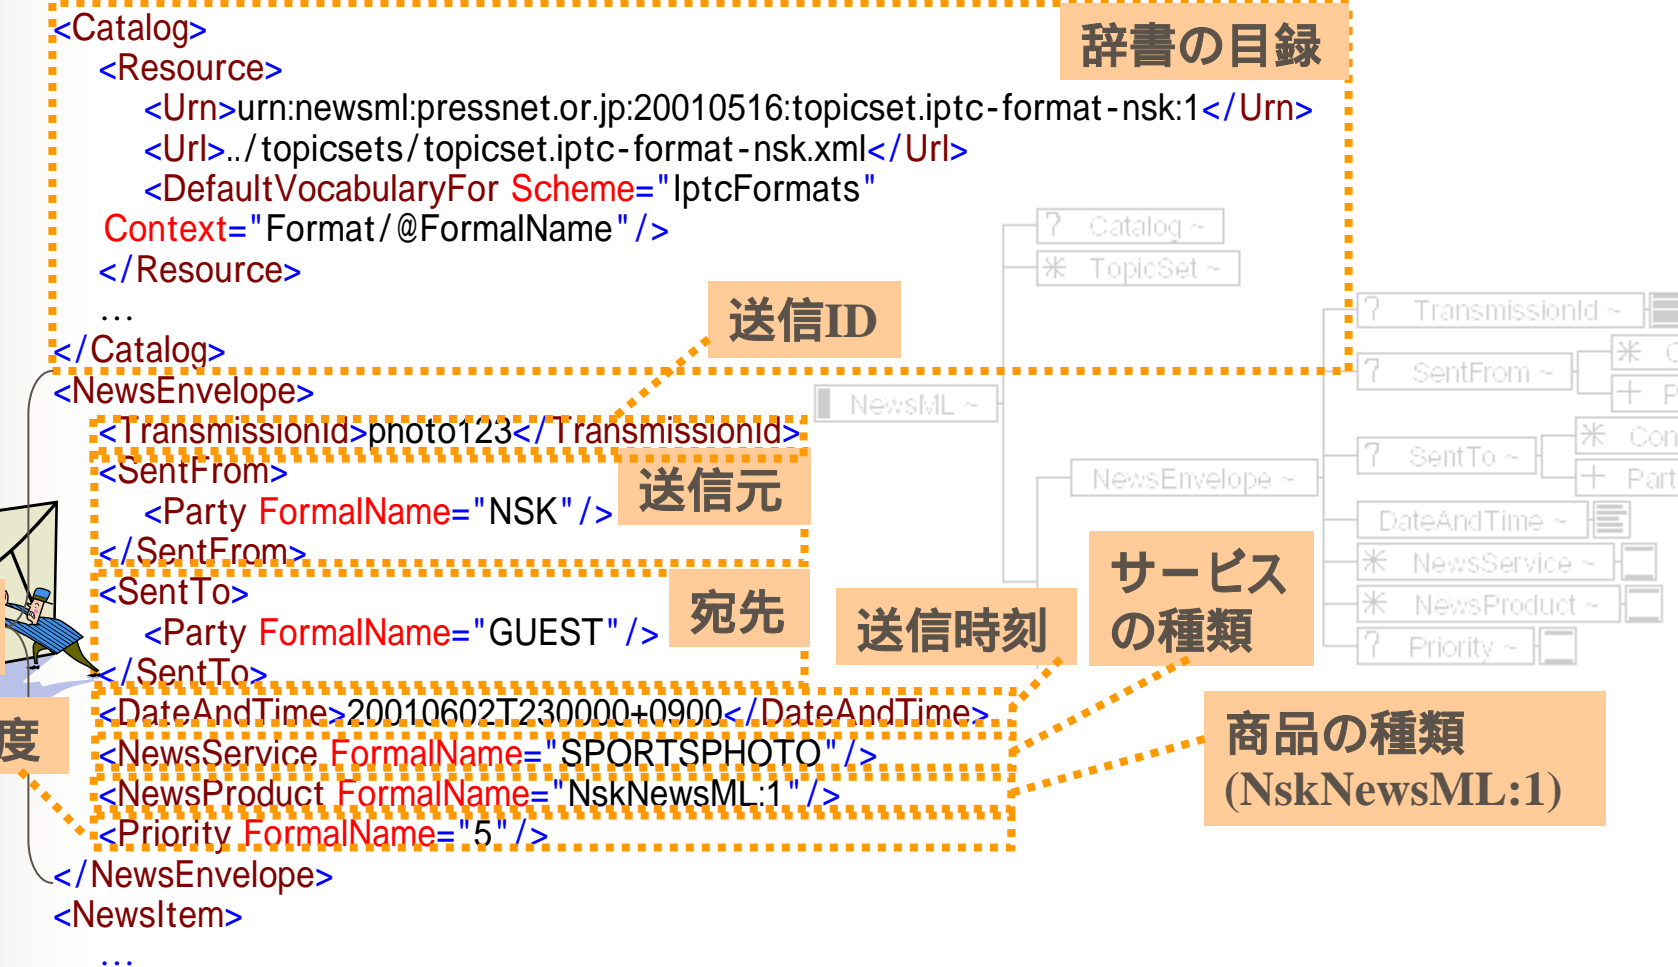 <Catalog>
辞書の目録
<Resource>
<Urn>urn:newsml:pressnet.or.jp:20010516:topicset.iptc-format-nsk:1</Urn>
<Url>../topicsets/topicset.iptc-format-nsk.xml</Url>
<DefaultVocabularyFor Scheme="IptcFormats"
Context="Format/@FormalName"/>
</Resource>
…
</Catalog>
送信ID
<NewsEnvelope>
<TransmissionId>photo123</TransmissionId>
<SentFrom>
送信元
<Party FormalName="NSK"/>
</SentFrom>
<SentTo>
宛先
<Party FormalName="GUEST"/>
</SentTo>
送信時刻
サービス
の種類
<DateAndTime>20010602T230000+0900</DateAndTime>
<NewsService FormalName="SPORTSPHOTO"/>
<NewsProduct FormalName="NskNewsML:1"/>
商品の種類
(NskNewsML:1)
度
<Priority FormalName="5"/>
</NewsEnvelope>
<NewsItem>
…
NewsML ~
? Catalog ~
* TopicSet ~
NewsEnvelope ~
? TransmissionId ~
? SentFrom ~
? SentTo ~
DateAndTime ~
* NewsService ~
* NewsProduct ~
? Priority ~